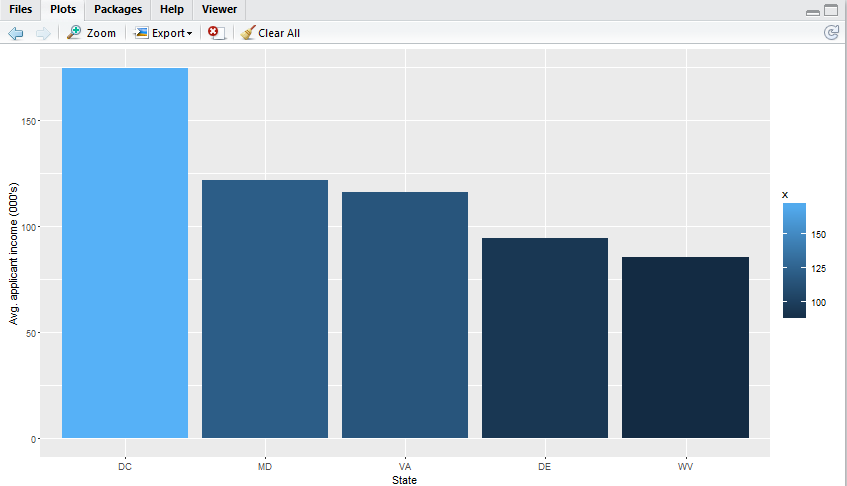 Files Plots Packages Help Viewer
Zoom Export Clear All
Avg. applicant income (000's)
150
100
50
0
DC MD VA DE WV
State
x
150
125
100